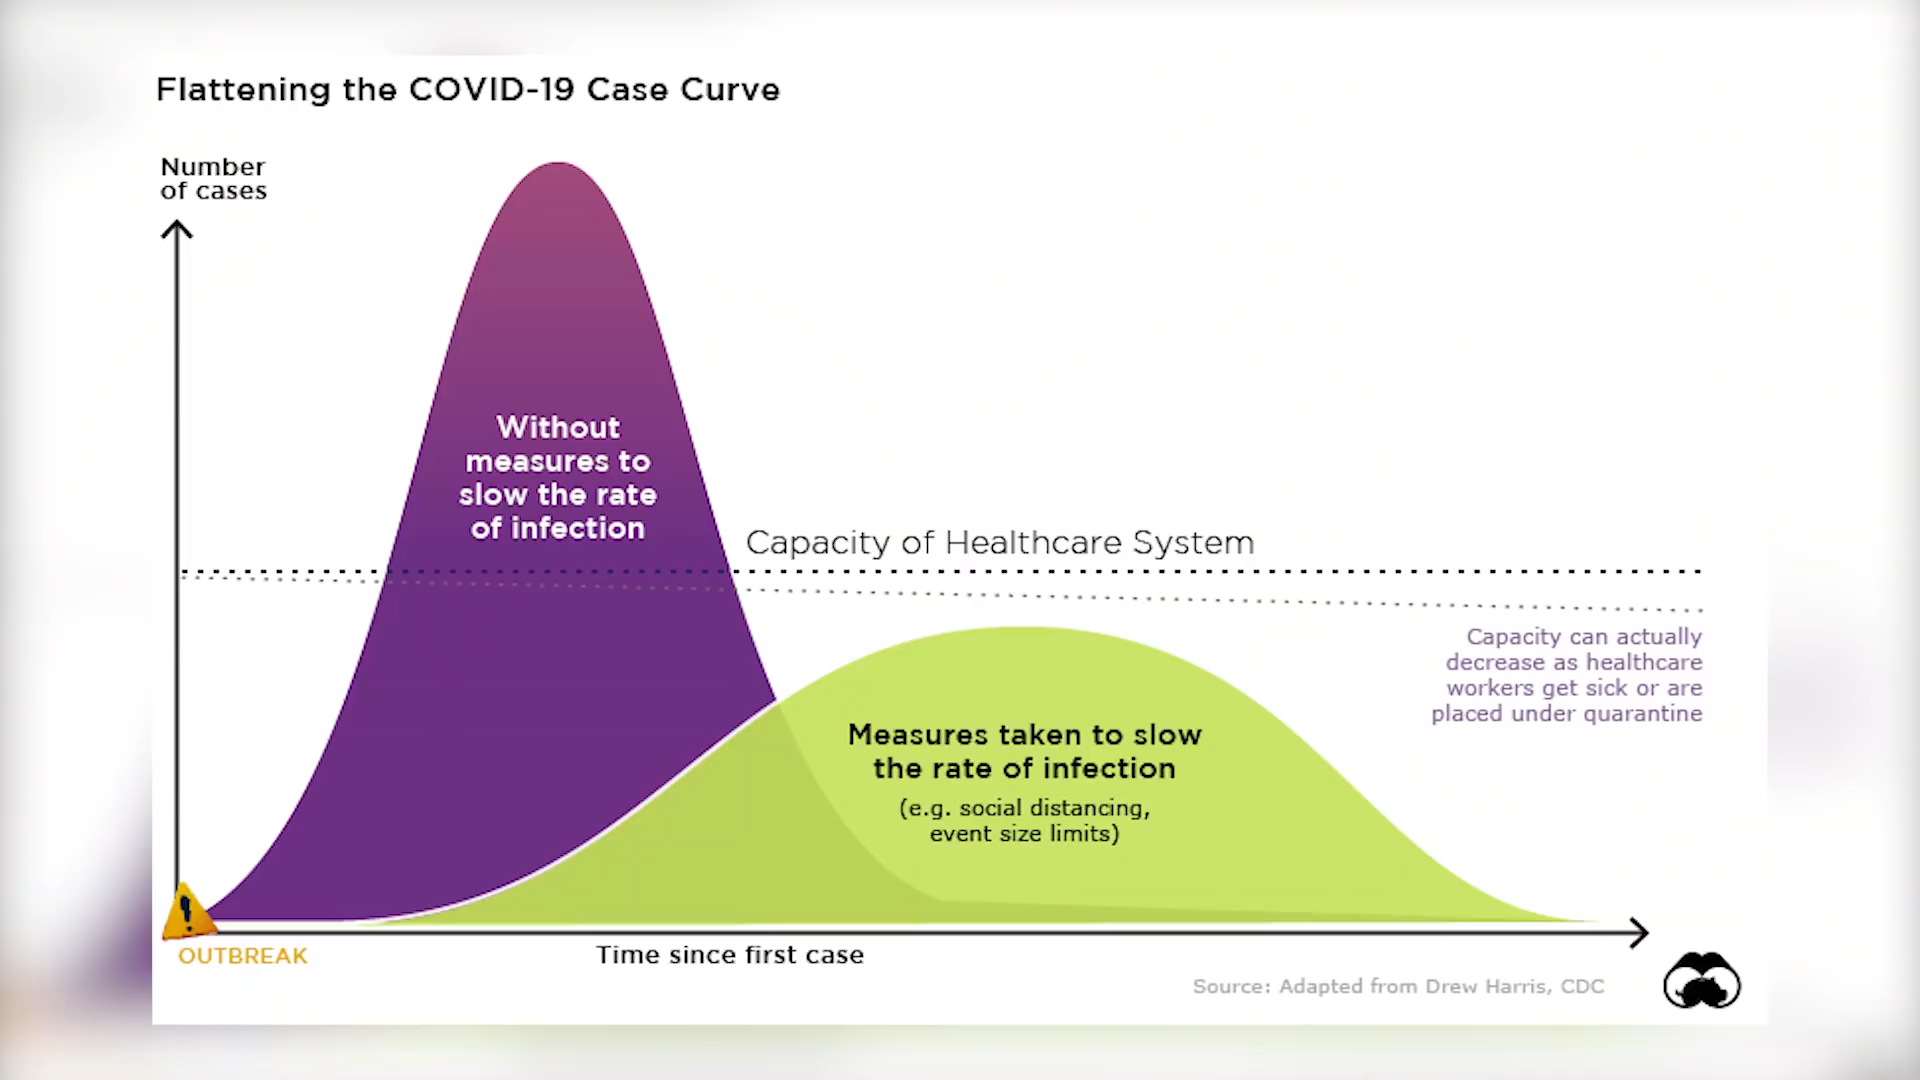 Flattening the COVID-19 Case Curve
Number
of cases
Without
measures to
slow the rate
of infection
Capacity of Healthcare System
Capacity can actually
decrease as healthcare
workers get sick or are
placed under quarantine
Measures taken to slow
the rate of infection
(e.g. social distancing,
event size limits)
!
OUTBREAK
Time since first case
Source: Adapted from Drew Harris, CDC